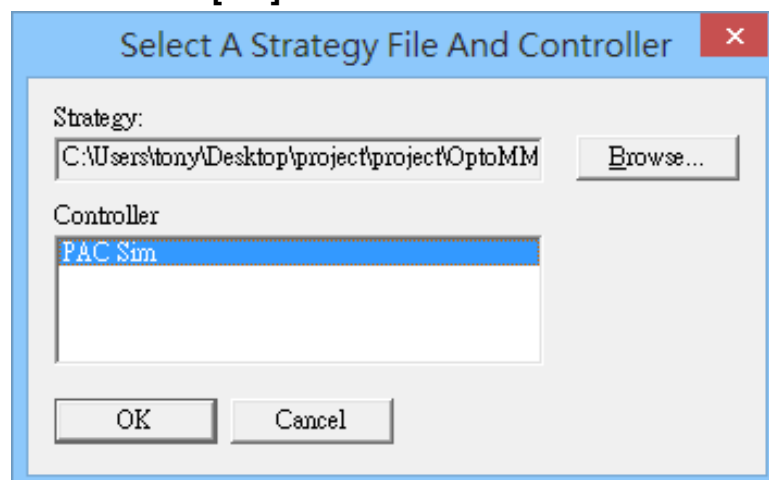 Select A Strategy File And Controller
Strategy:
C:\Users\tony\Desktop\project\project\OptoMM
Browse...
Controller
PAC Sim
OK
Cancel